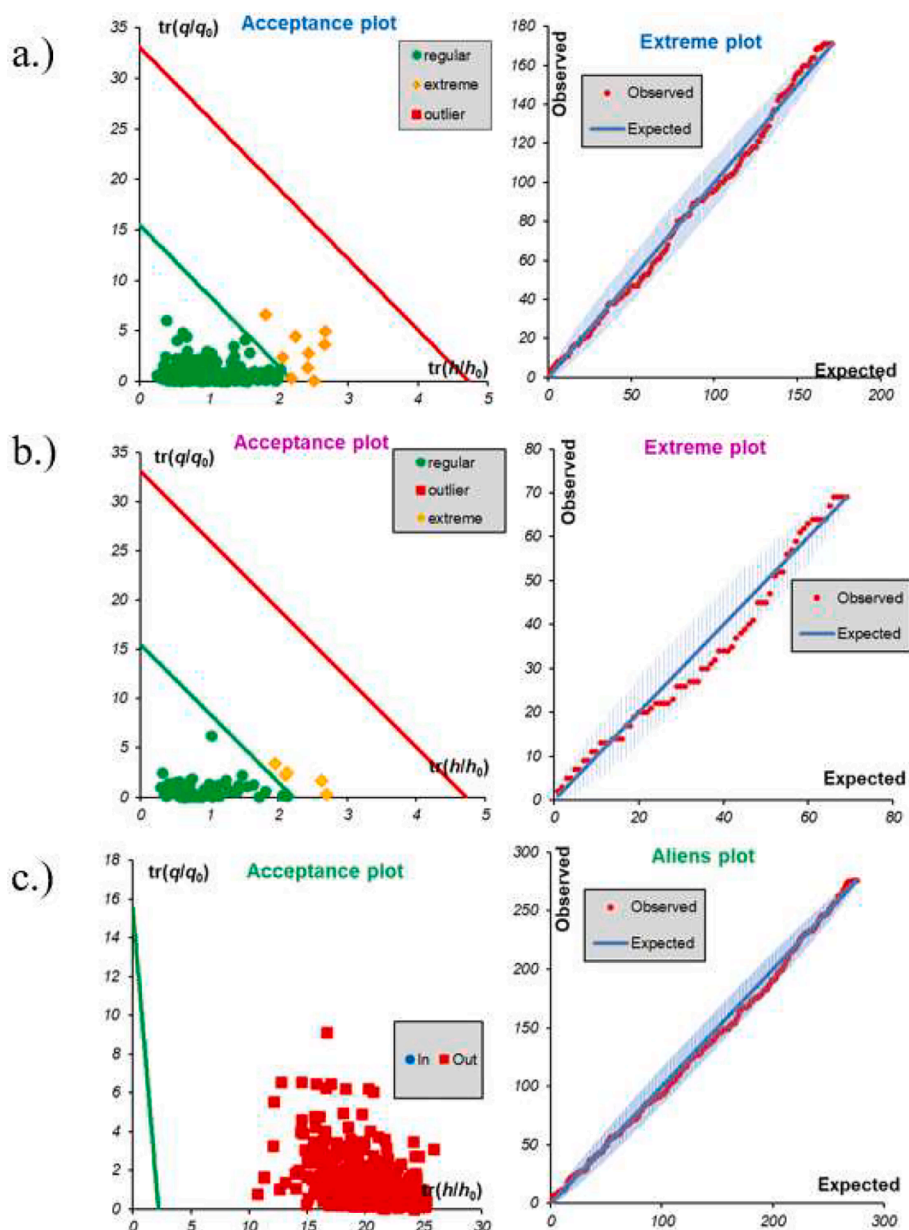 a.)
tr(q/q₀)
Acceptance plot
35
30
25
20
15
10
5
0
regular
extreme
outlier
tr(h/h₀)
0 1 2 3 4 5
Extreme plot
Observed
180
160
140
120
100
80
60
40
20
0
Observed
Expected
Expected
0 50 100 150 200
b.)
tr(q/q₀)
Acceptance plot
35
30
25
20
15
10
5
0
regular
outlier
extreme
tr(h/h₀)
0 1 2 3 4 5
Extreme plot
Observed
80
70
60
50
40
30
20
10
0
Observed
Expected
Expected
0 20 40 60 80
c.)
tr(q/q₀)
Acceptance plot
18
16
14
12
10
8
6
4
2
0
In Out
tr(h/h₀)
0 5 10 15 20 25 30
Aliens plot
Observed
300
250
200
150
100
50
0
Observed
Expected
Expected
0 100 200 300